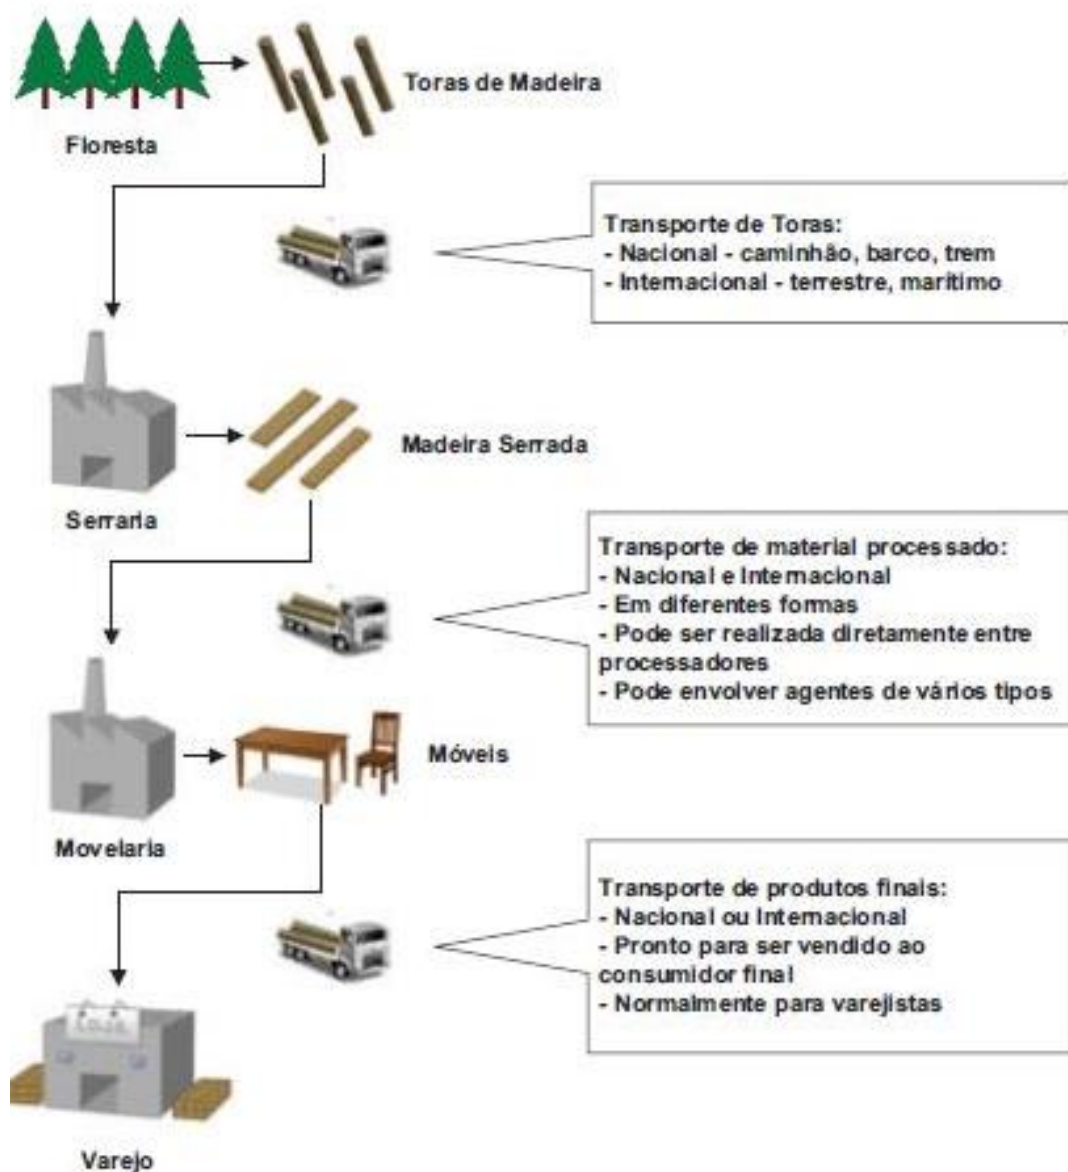 Toras de Madeira
Floresta
Transporte de Toras:
- Nacional - caminhão, barco, trem
- Internacional - terrestre, marítimo
Madeira Serrada
Serraria
Transporte de material processado:
- Nacional e Internacional
- Em diferentes formas
- Pode ser realizada diretamente entre
processadores
- Pode envolver agentes de vários tipos
Móveis
Movelaria
Transporte de produtos finais:
- Nacional ou Internacional
- Pronto para ser vendido ao
consumidor final
- Normalmente para varejistas
Varejo